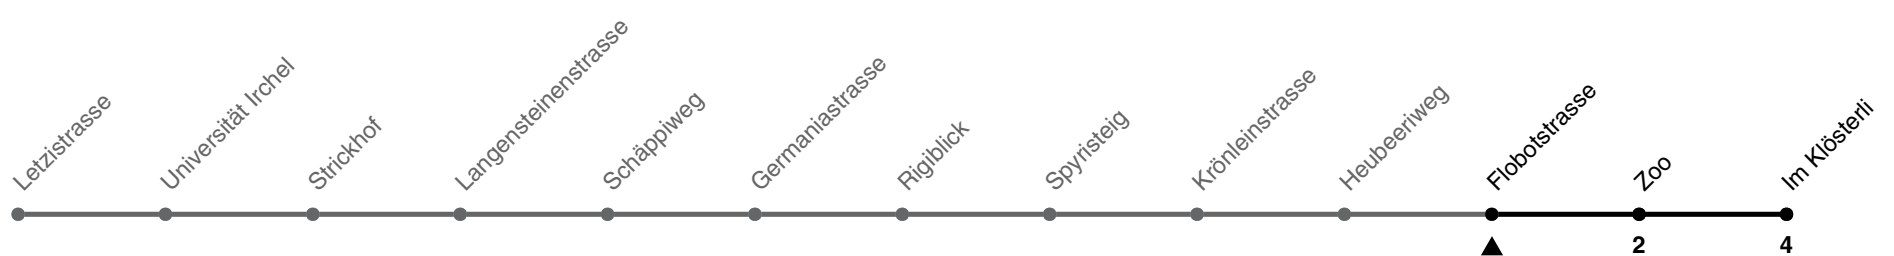 Letzistrasse
Universität Irchel
Strickhof
Langensteinenstrasse
Schäppiweg
Germaniastrasse
Rigiblick
Spyristeig
Krönleinstrasse
Heubeeriweg
Flobotstrasse
Zoo
Im Klösterli
2
4